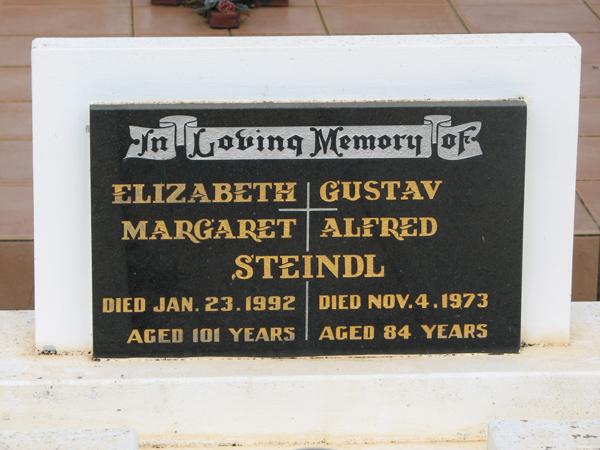 In Loving Memory of
ELIZABETH GUSTAV
MARGARET ALFRED
STEINDL
DIED JAN. 23. 1992 DIED NOV. 4. 1973
AGED 101 YEARS AGED 84 YEARS